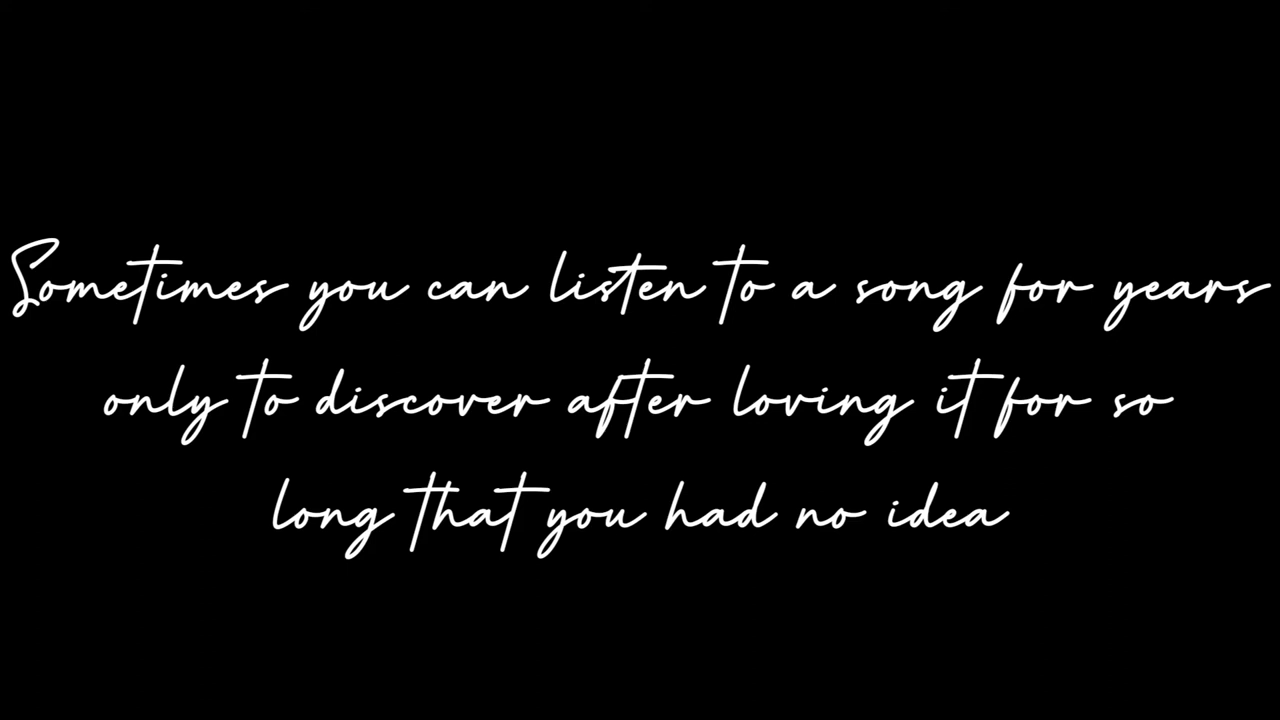 Sometimes you can listen to a song for years
only to discover after loving it for so
long that you had no idea